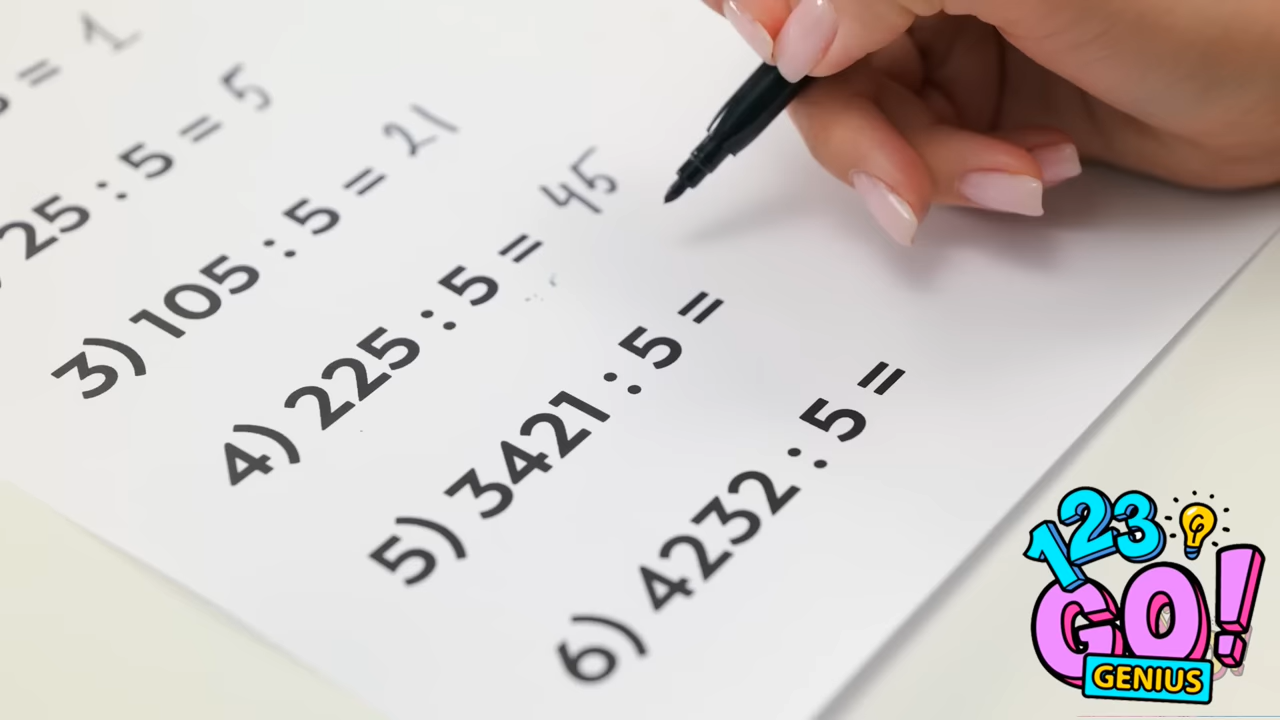 = 1
25 : 5 = 5
3) 105 : 5 = 21
4) 225 : 5 = 45
5) 3421 : 5 =
6) 4232 : 5 =
123
GO!
GENIUS